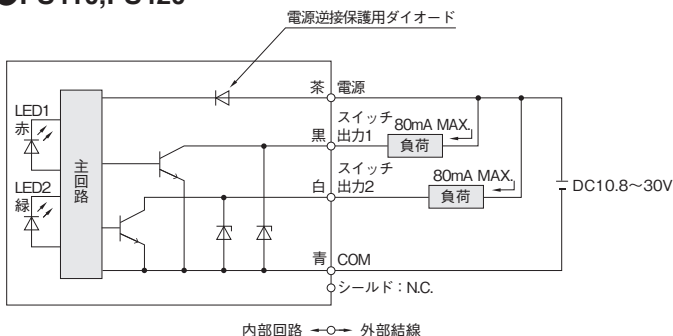 電源逆接保護用ダイオード
茶 電源
LED1
赤
スイッチ
黒 出力1
80mA MAX.
負荷
主回路
スイッチ
白 出力2
80mA MAX.
負荷
LED2
緑
DC10.8～30V
青 COM
シールド：N.C.
内部回路 外部結線